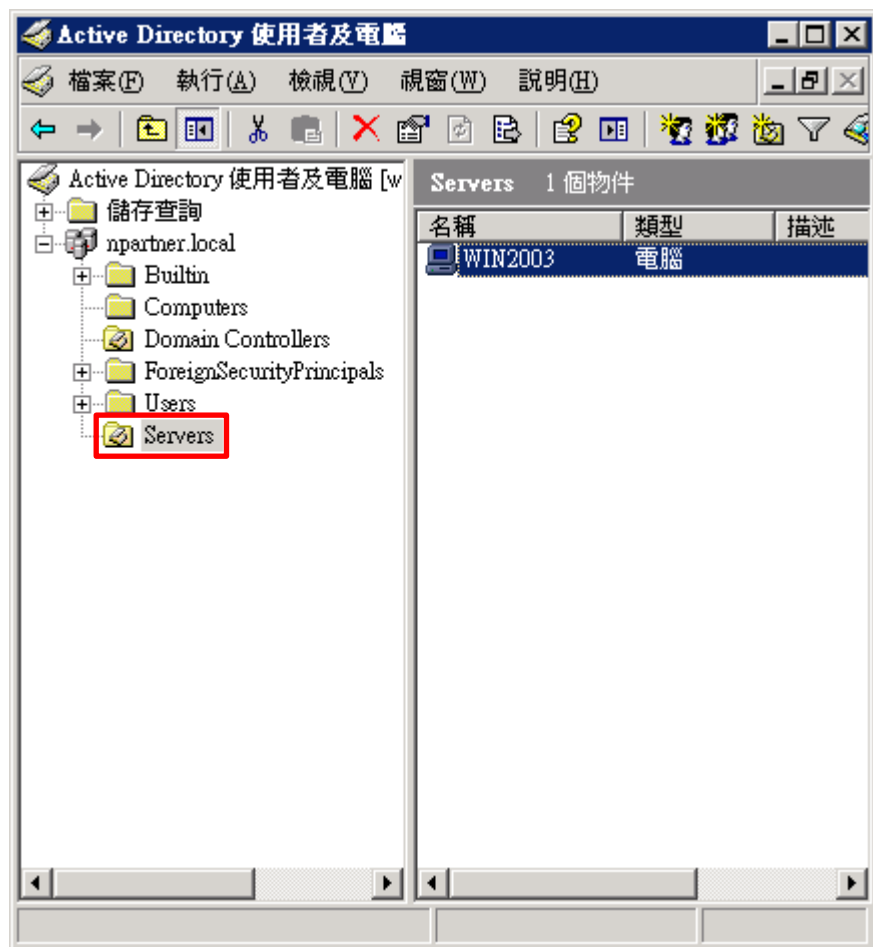 Active Directory 使用者及電腦
檔案(F) 執行(A) 檢視(V) 視窗(W) 說明(H)
Active Directory 使用者及電腦 [w
儲存查詢
npartner.local
Builtin
Computers
Domain Controllers
ForeignSecurityPrincipals
Users
Servers
Servers 1 個物件
名稱 類型 描述
WIN2003 電腦